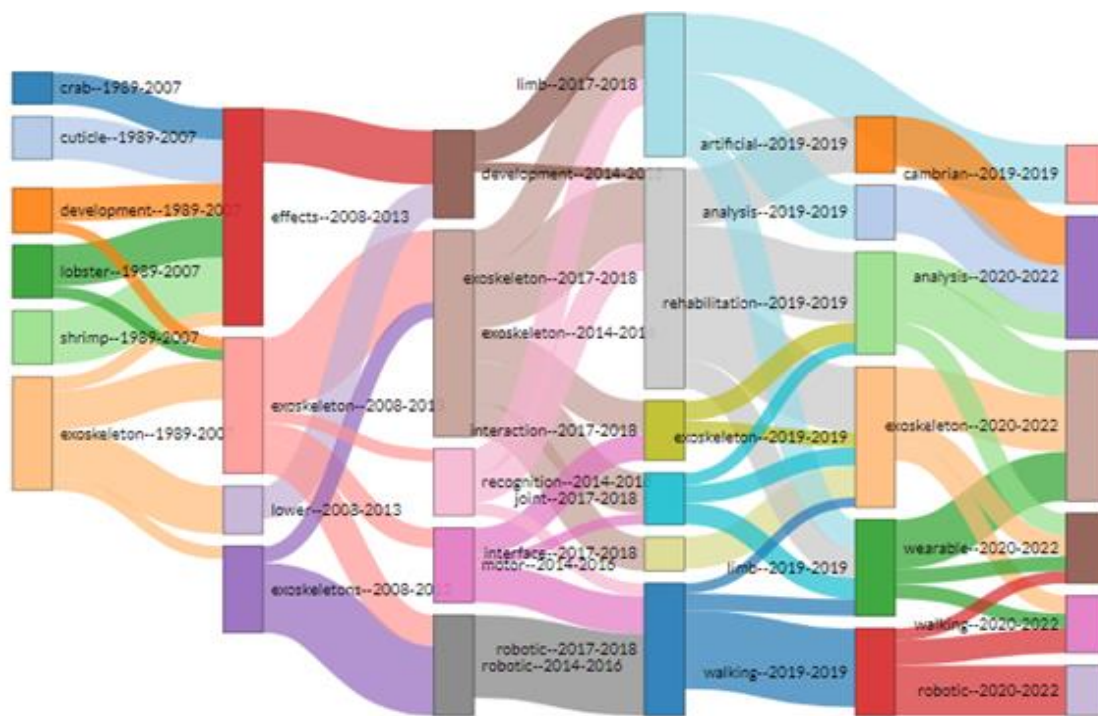 crab--1989-2007
cuticle--1989-2007
development--1989-2007
lobster--1989-2007
shrimp--1989-2007
exoskeleton--1989-2007
effects--2008-2013
exoskeleton--2008-2013
lower--2008-2013
exoskeletons--2008-2013
development--2014-2016
exoskeleton--2014-2016
recognition--2014-2016
motor--2014-2016
robotic--2014-2016
limb--2017-2018
exoskeleton--2017-2018
interaction--2017-2018
joint--2017-2018
interface--2017-2018
robotic--2017-2018
artificial--2019-2019
analysis--2019-2019
rehabilitation--2019-2019
exoskeleton--2019-2019
limb--2019-2019
walking--2019-2019
cambrian--2019-2019
analysis--2020-2022
exoskeleton--2020-2022
wearable--2020-2022
walking--2020-2022
robotic--2020-2022